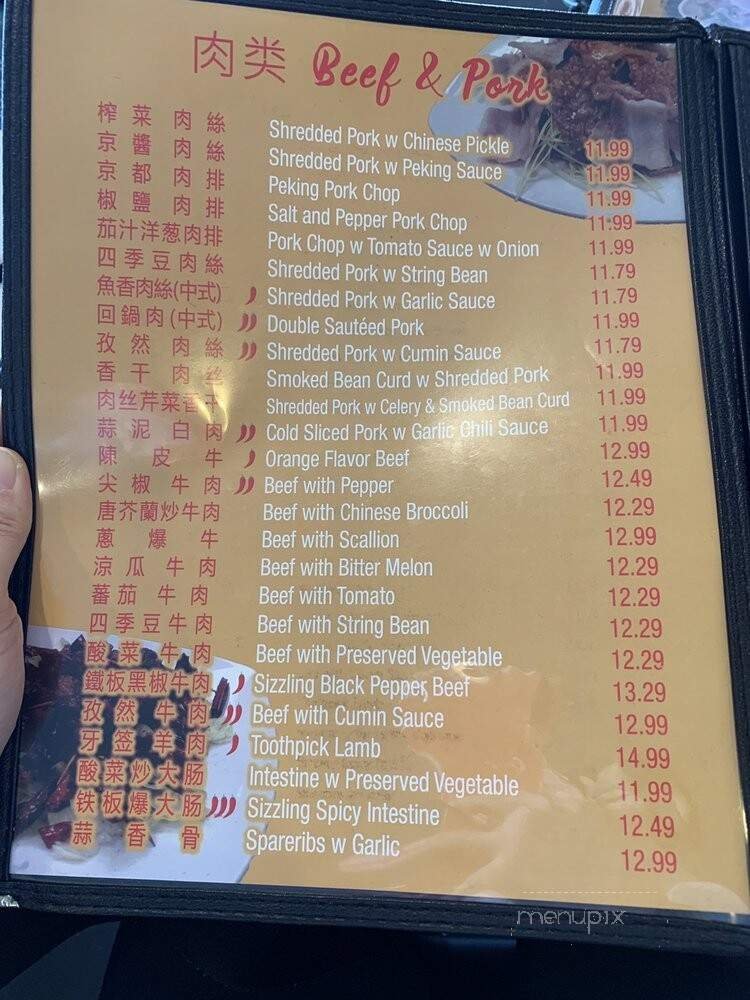 肉类 Beef & Pork
榨菜肉絲 Shredded Pork w Chinese Pickle 11.99
京醬肉絲 Shredded Pork w Peking Sauce 11.99
京都肉排 Peking Pork Chop 11.99
椒鹽肉排 Salt and Pepper Pork Chop 11.99
茄汁洋葱肉排 Pork Chop w Tomato Sauce w Onion 11.99
四季豆肉絲 Shredded Pork w String Bean 11.79
魚香肉絲(中式) Shredded Pork w Garlic Sauce 11.79
回鍋肉(中式) Double Sautéed Pork 11.99
孜然肉絲 Shredded Pork w Cumin Sauce 11.79
香干肉丝 Smoked Bean Curd w Shredded Pork 11.99
肉丝芹菜香干 Shredded Pork w Celery & Smoked Bean Curd 11.99
蒜泥白肉 Cold Sliced Pork w Garlic Chili Sauce 11.99
陳皮牛 Orange Flavor Beef 12.99
尖椒牛肉 Beef with Pepper 12.49
唐芥蘭炒牛肉 Beef with Chinese Broccoli 12.29
蔥爆牛 Beef with Scallion 12.99
涼瓜牛肉 Beef with Bitter Melon 12.29
蕃茄牛肉 Beef with Tomato 12.29
四季豆牛肉 Beef with String Bean 12.29
酸菜牛肉 Beef with Preserved Vegetable 12.29
鐵板黑椒牛肉 Sizzling Black Pepper Beef 13.29
孜然牛肉 Beef with Cumin Sauce 12.99
牙签羊肉 Toothpick Lamb 14.99
酸菜炒大肠 Intestine w Preserved Vegetable 11.99
铁板爆大肠 Sizzling Spicy Intestine 12.49
蒜香骨 Spareribs w Garlic 12.99
menupix